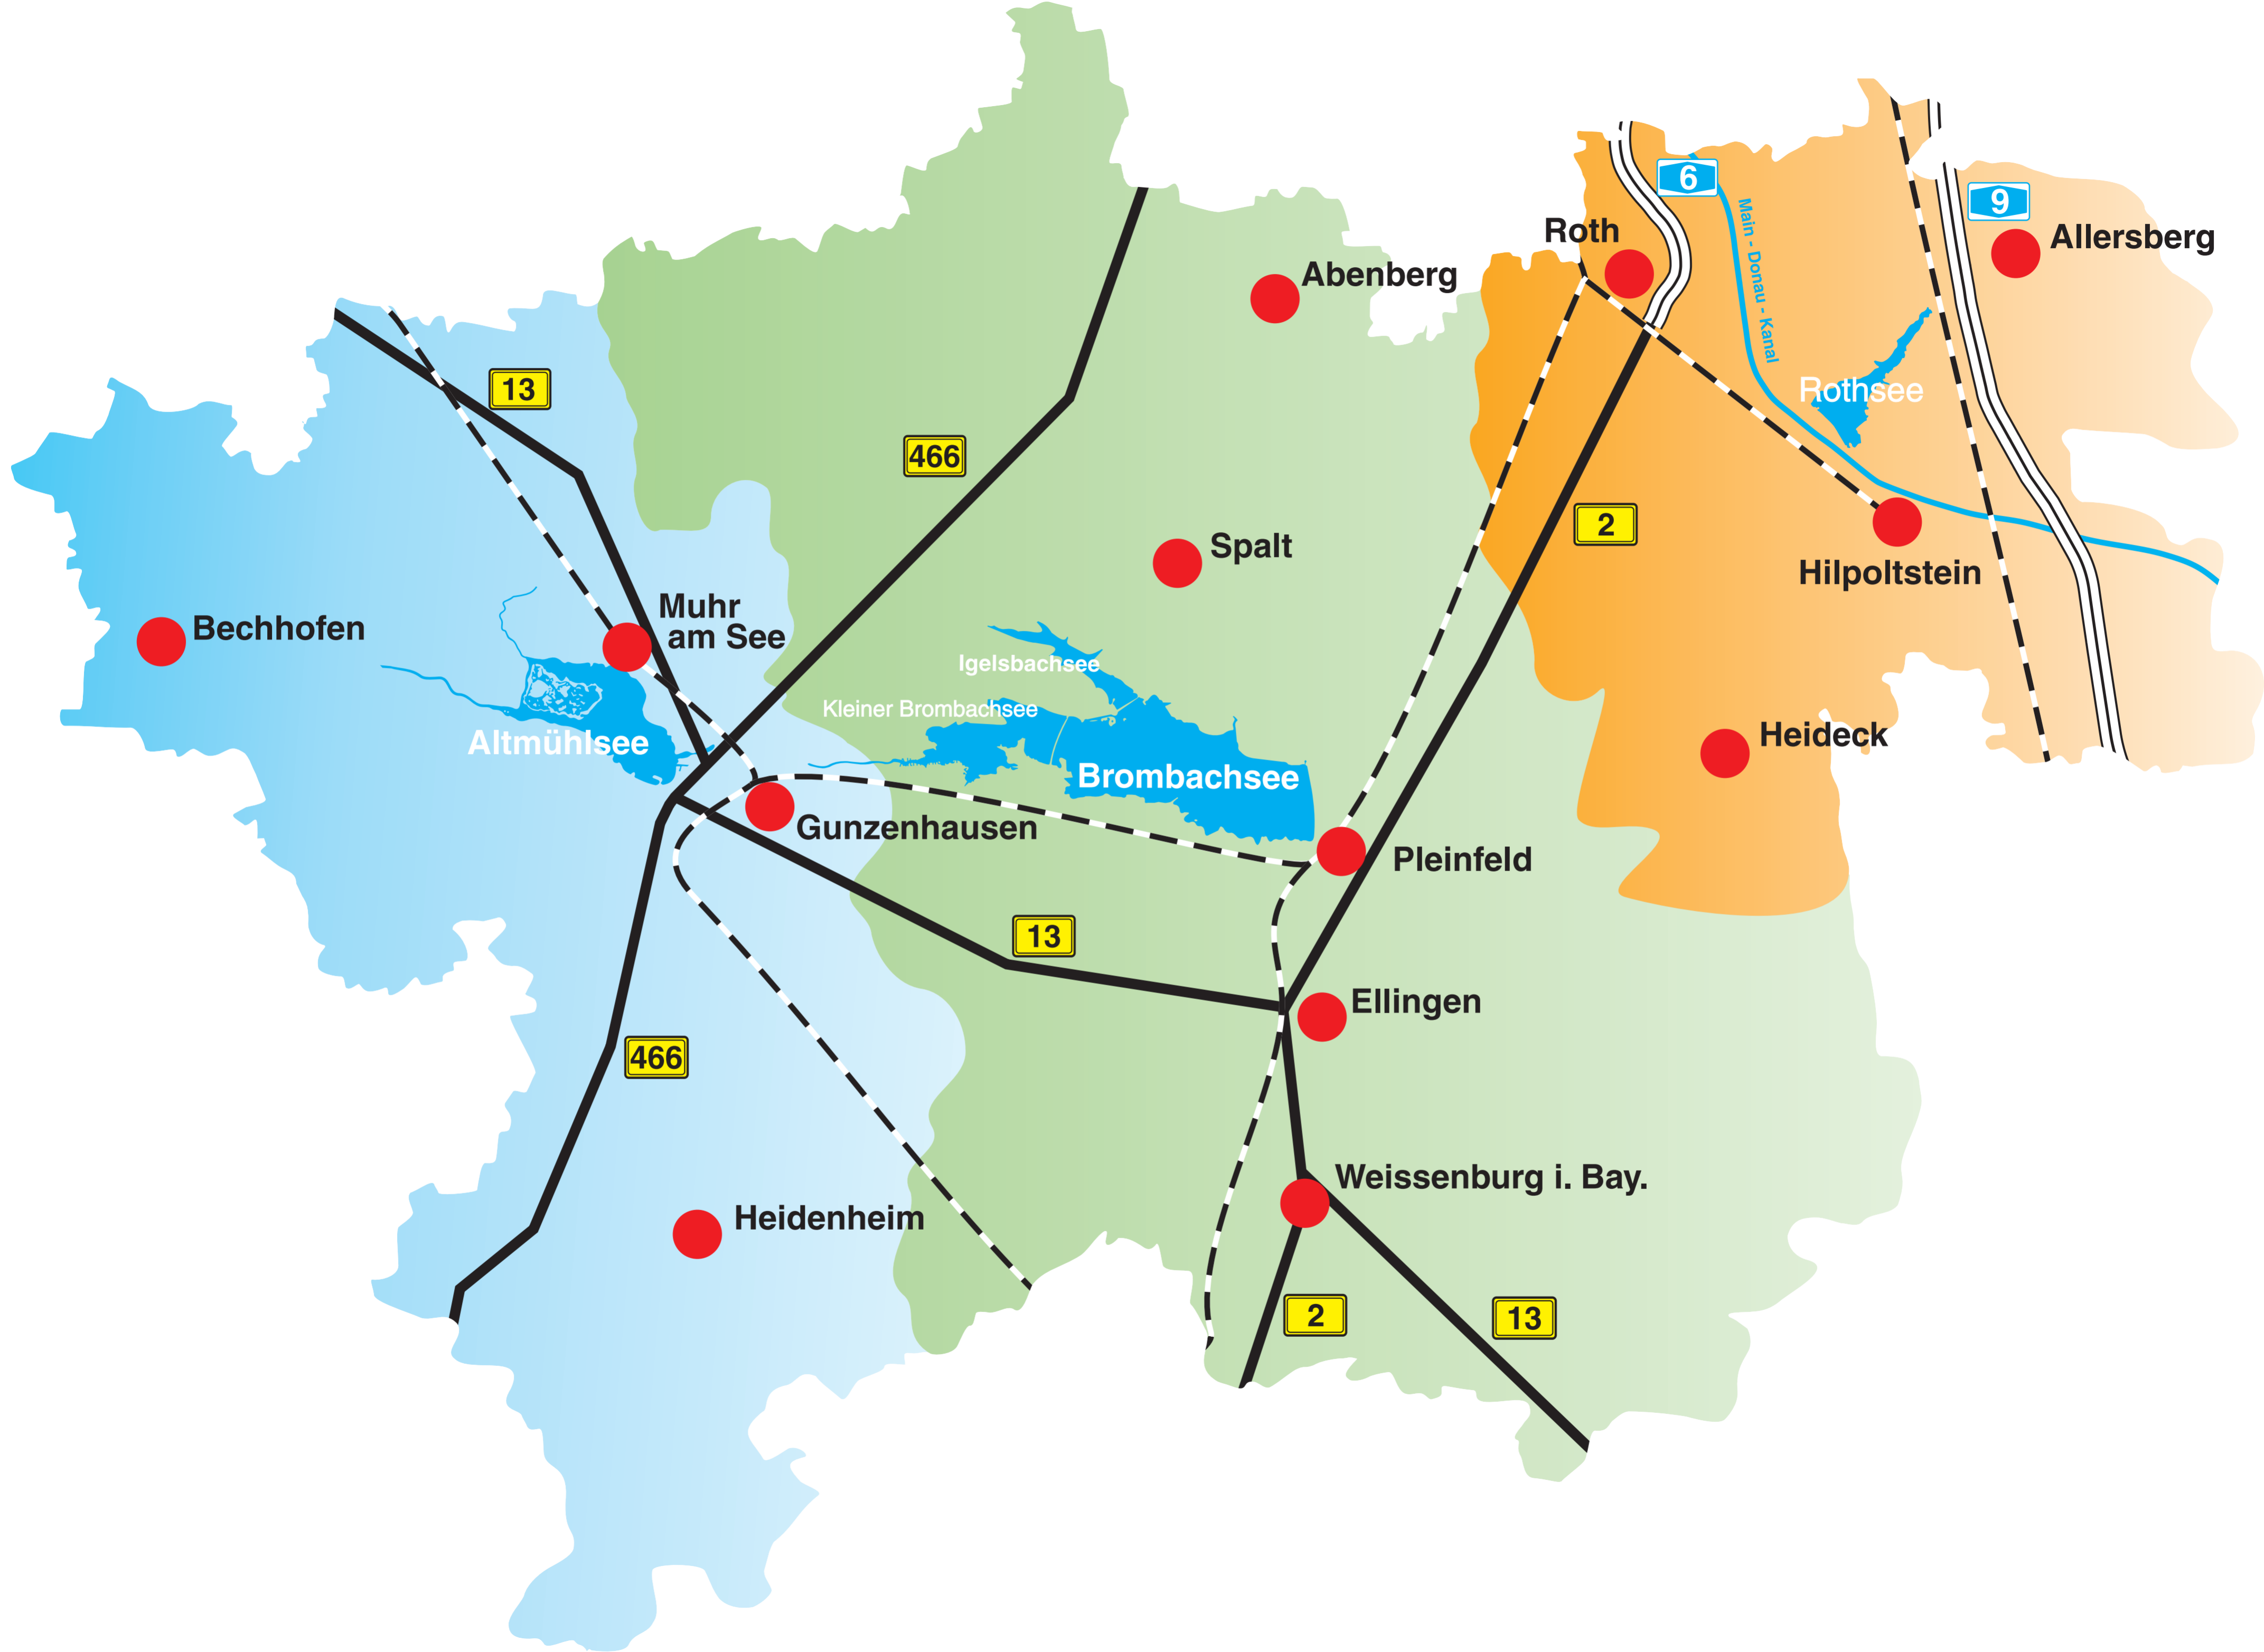 6
9
Main - Donau - Kanal
Roth
Allersberg
Abenberg
13
Rothsee
466
2
Spalt
Hilpoltstein
Muhr
am See
Bechhofen
Igelsbachsee
Kleiner Brombachsee
Heideck
Altmühlsee
Brombachsee
Gunzenhausen
Pleinfeld
13
Ellingen
466
Weissenburg i. Bay.
Heidenheim
2
13